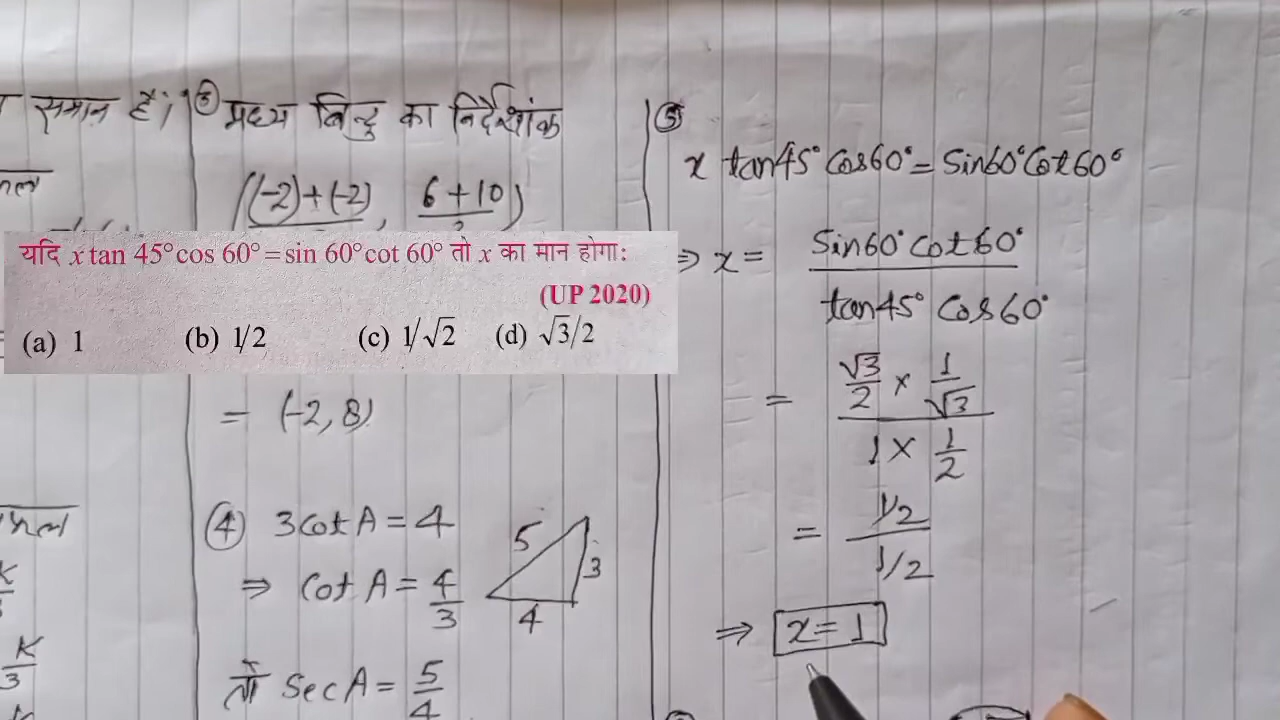 समान है।
③ मध्य बिन्दु का निर्देशांक
((-2)+(-2), 6+10)
यदि x tan 45° cos 60° = sin 60° cot 60° तो x का मान होगा:
(UP 2020)
(a) 1 (b) 1/2 (c) 1/√2 (d) √3/2
= (-2, 8)
④ 3cot A = 4
⇒ Cot A = 4/3
5
3
4
तो Sec A = 5/4
K/3
⑤
x tan45° Cos60° = Sin60° Cot60°
⇒ x = Sin60° Cot60°
tan45° Cos60°
= √3/2 × 1/√3
1 × 1/2
= 1/2
1/2
⇒ x = 1